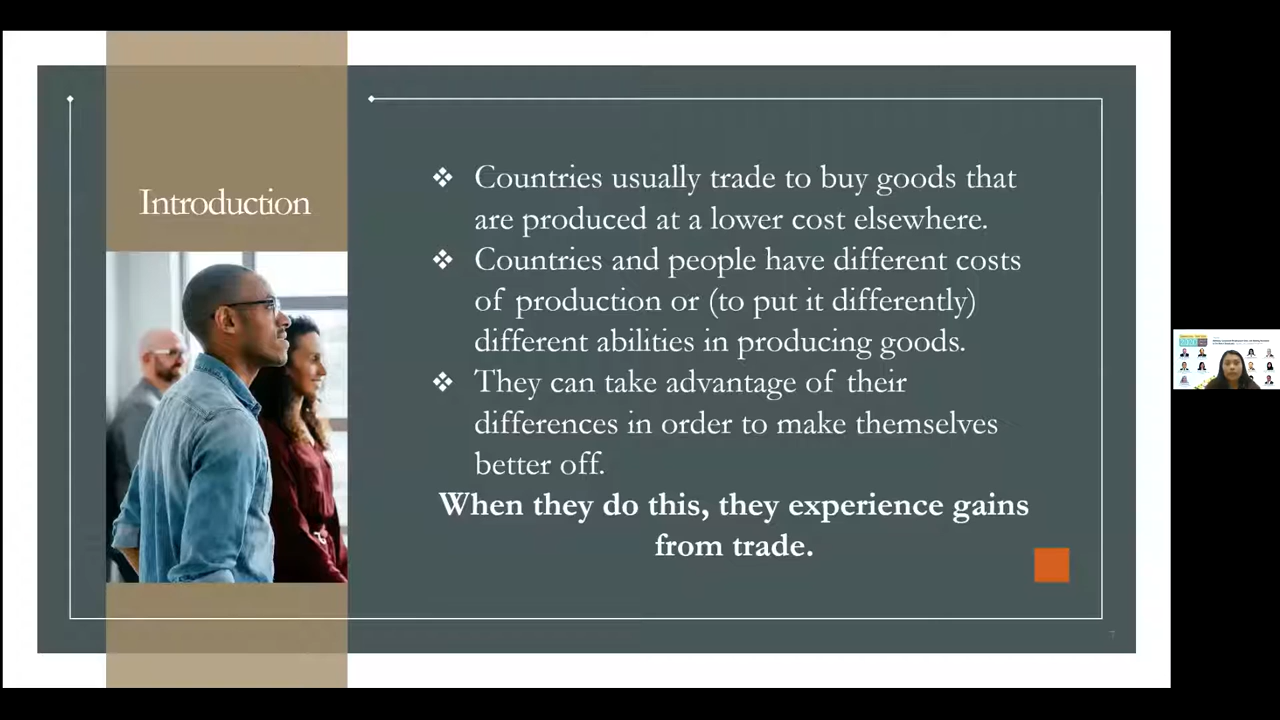 Introduction
❖ Countries usually trade to buy goods that
are produced at a lower cost elsewhere.
❖ Countries and people have different costs
of production or (to put it differently)
different abilities in producing goods.
❖ They can take advantage of their
differences in order to make themselves
better off.
When they do this, they experience gains
from trade.
7